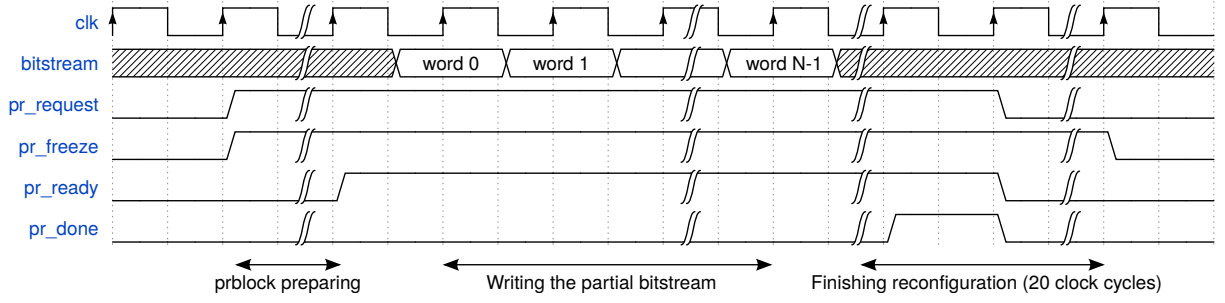 clk
bitstream word 0 word 1 word N-1
pr_request
pr_freeze
pr_ready
pr_done
prblock preparing Writing the partial bitstream Finishing reconfiguration (20 clock cycles)